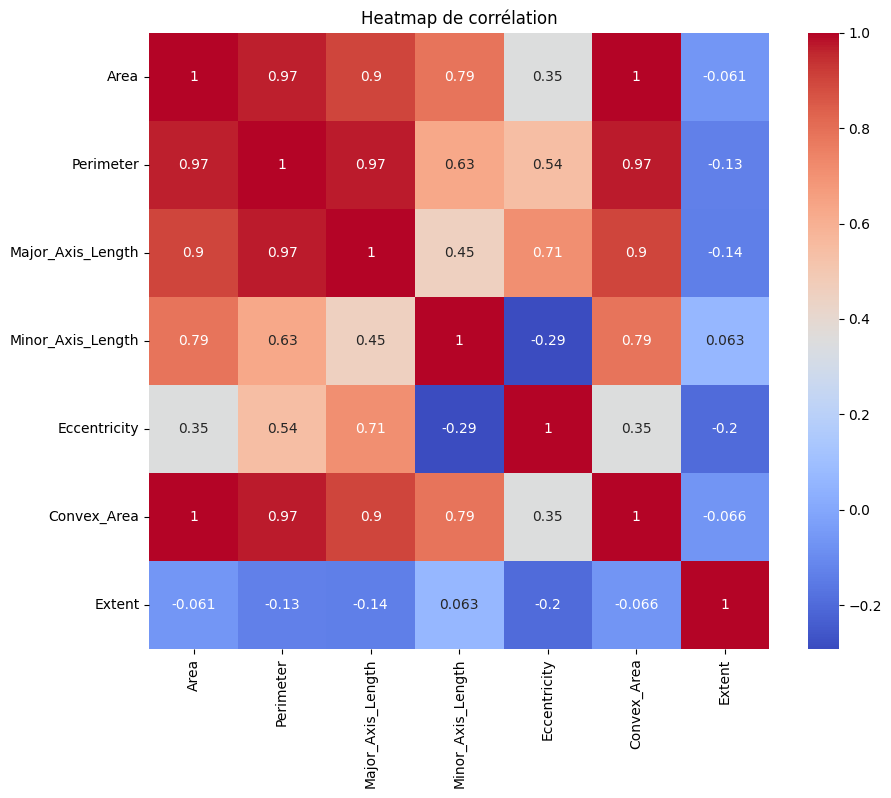 Heatmap de corrélation
Area 1 0.97 0.9 0.79 0.35 1 -0.061
Perimeter 0.97 1 0.97 0.63 0.54 0.97 -0.13
Major_Axis_Length 0.9 0.97 1 0.45 0.71 0.9 -0.14
Minor_Axis_Length 0.79 0.63 0.45 1 -0.29 0.79 0.063
Eccentricity 0.35 0.54 0.71 -0.29 1 0.35 -0.2
Convex_Area 1 0.97 0.9 0.79 0.35 1 -0.066
Extent -0.061 -0.13 -0.14 0.063 -0.2 -0.066 1
Area
Perimeter
Major_Axis_Length
Minor_Axis_Length
Eccentricity
Convex_Area
Extent
1.0
0.8
0.6
0.4
0.2
0.0
−0.2